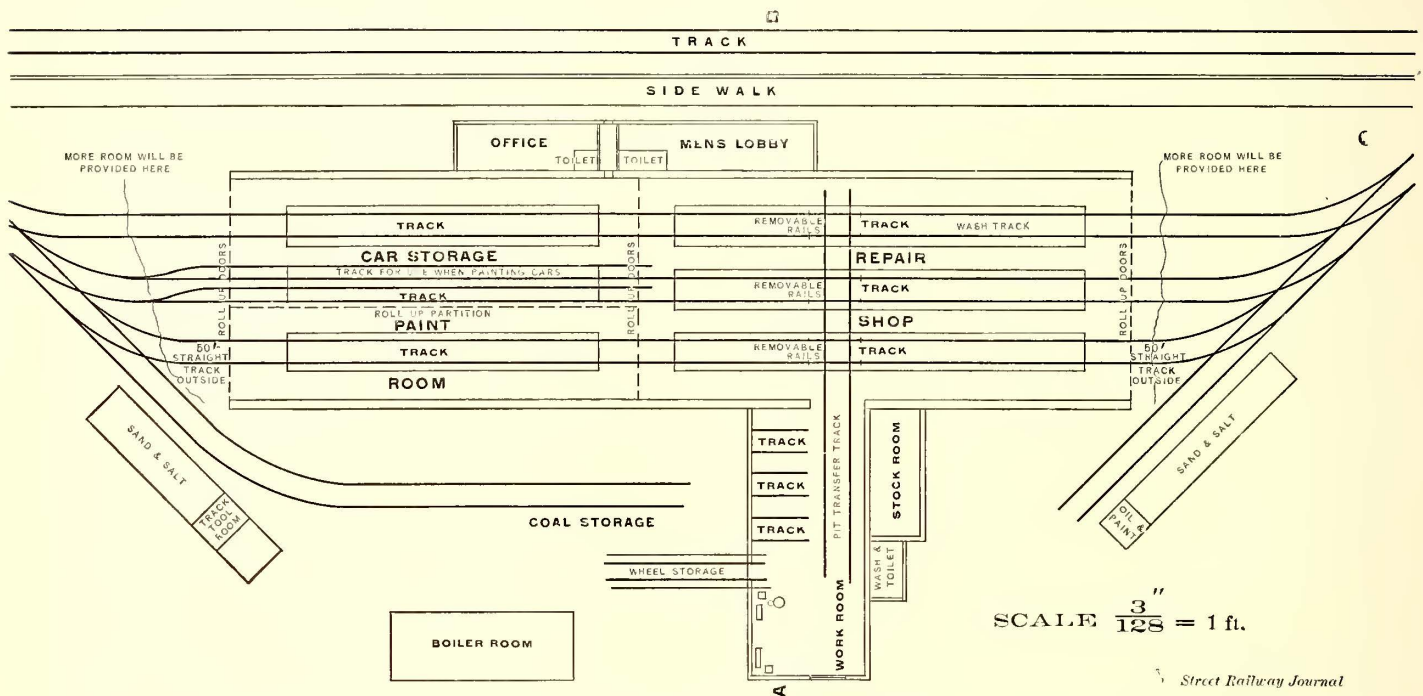 TRACK
SIDE WALK
OFFICE
MENS LOBBY
TOILET
TOILET
MORE ROOM WILL BE
PROVIDED HERE
MORE ROOM WILL BE
PROVIDED HERE
TRACK
REMOVABLE
RAILS
TRACK
WASH TRACK
CAR STORAGE
REPAIR
TRACK FOR USE WHEN PAINTING CARS
TRACK
REMOVABLE
RAILS
TRACK
ROLL UP DOORS
ROLL UP DOORS
ROLL UP DOORS
ROLL UP PARTITION
PAINT
SHOP
TRACK
REMOVABLE
RAILS
TRACK
50'
STRAIGHT
TRACK
OUTSIDE
50'
STRAIGHT
TRACK
OUTSIDE
ROOM
SAND & SALT
TRACK
TOOL
ROOM
TRACK
TRACK
TRACK
PIT TRANSFER TRACK
STOCK ROOM
SAND & SALT
OIL &
PAINT
COAL STORAGE
WHEEL STORAGE
WASH &
TOILET
WORK ROOM
BOILER ROOM
A
SCALE 3/128" = 1 ft.
Street Railway Journal